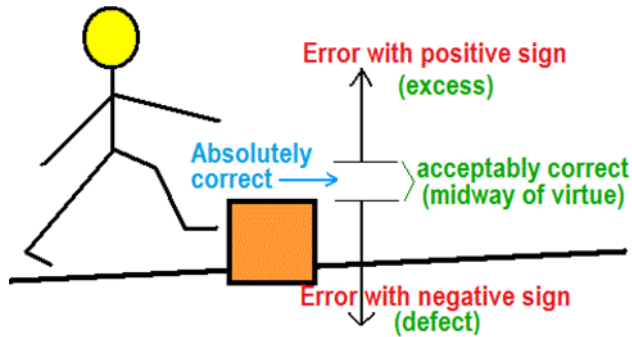 Error with positive sign
(excess)
Absolutely
correct
acceptably correct
(midway of virtue)
Error with negative sign
(defect)